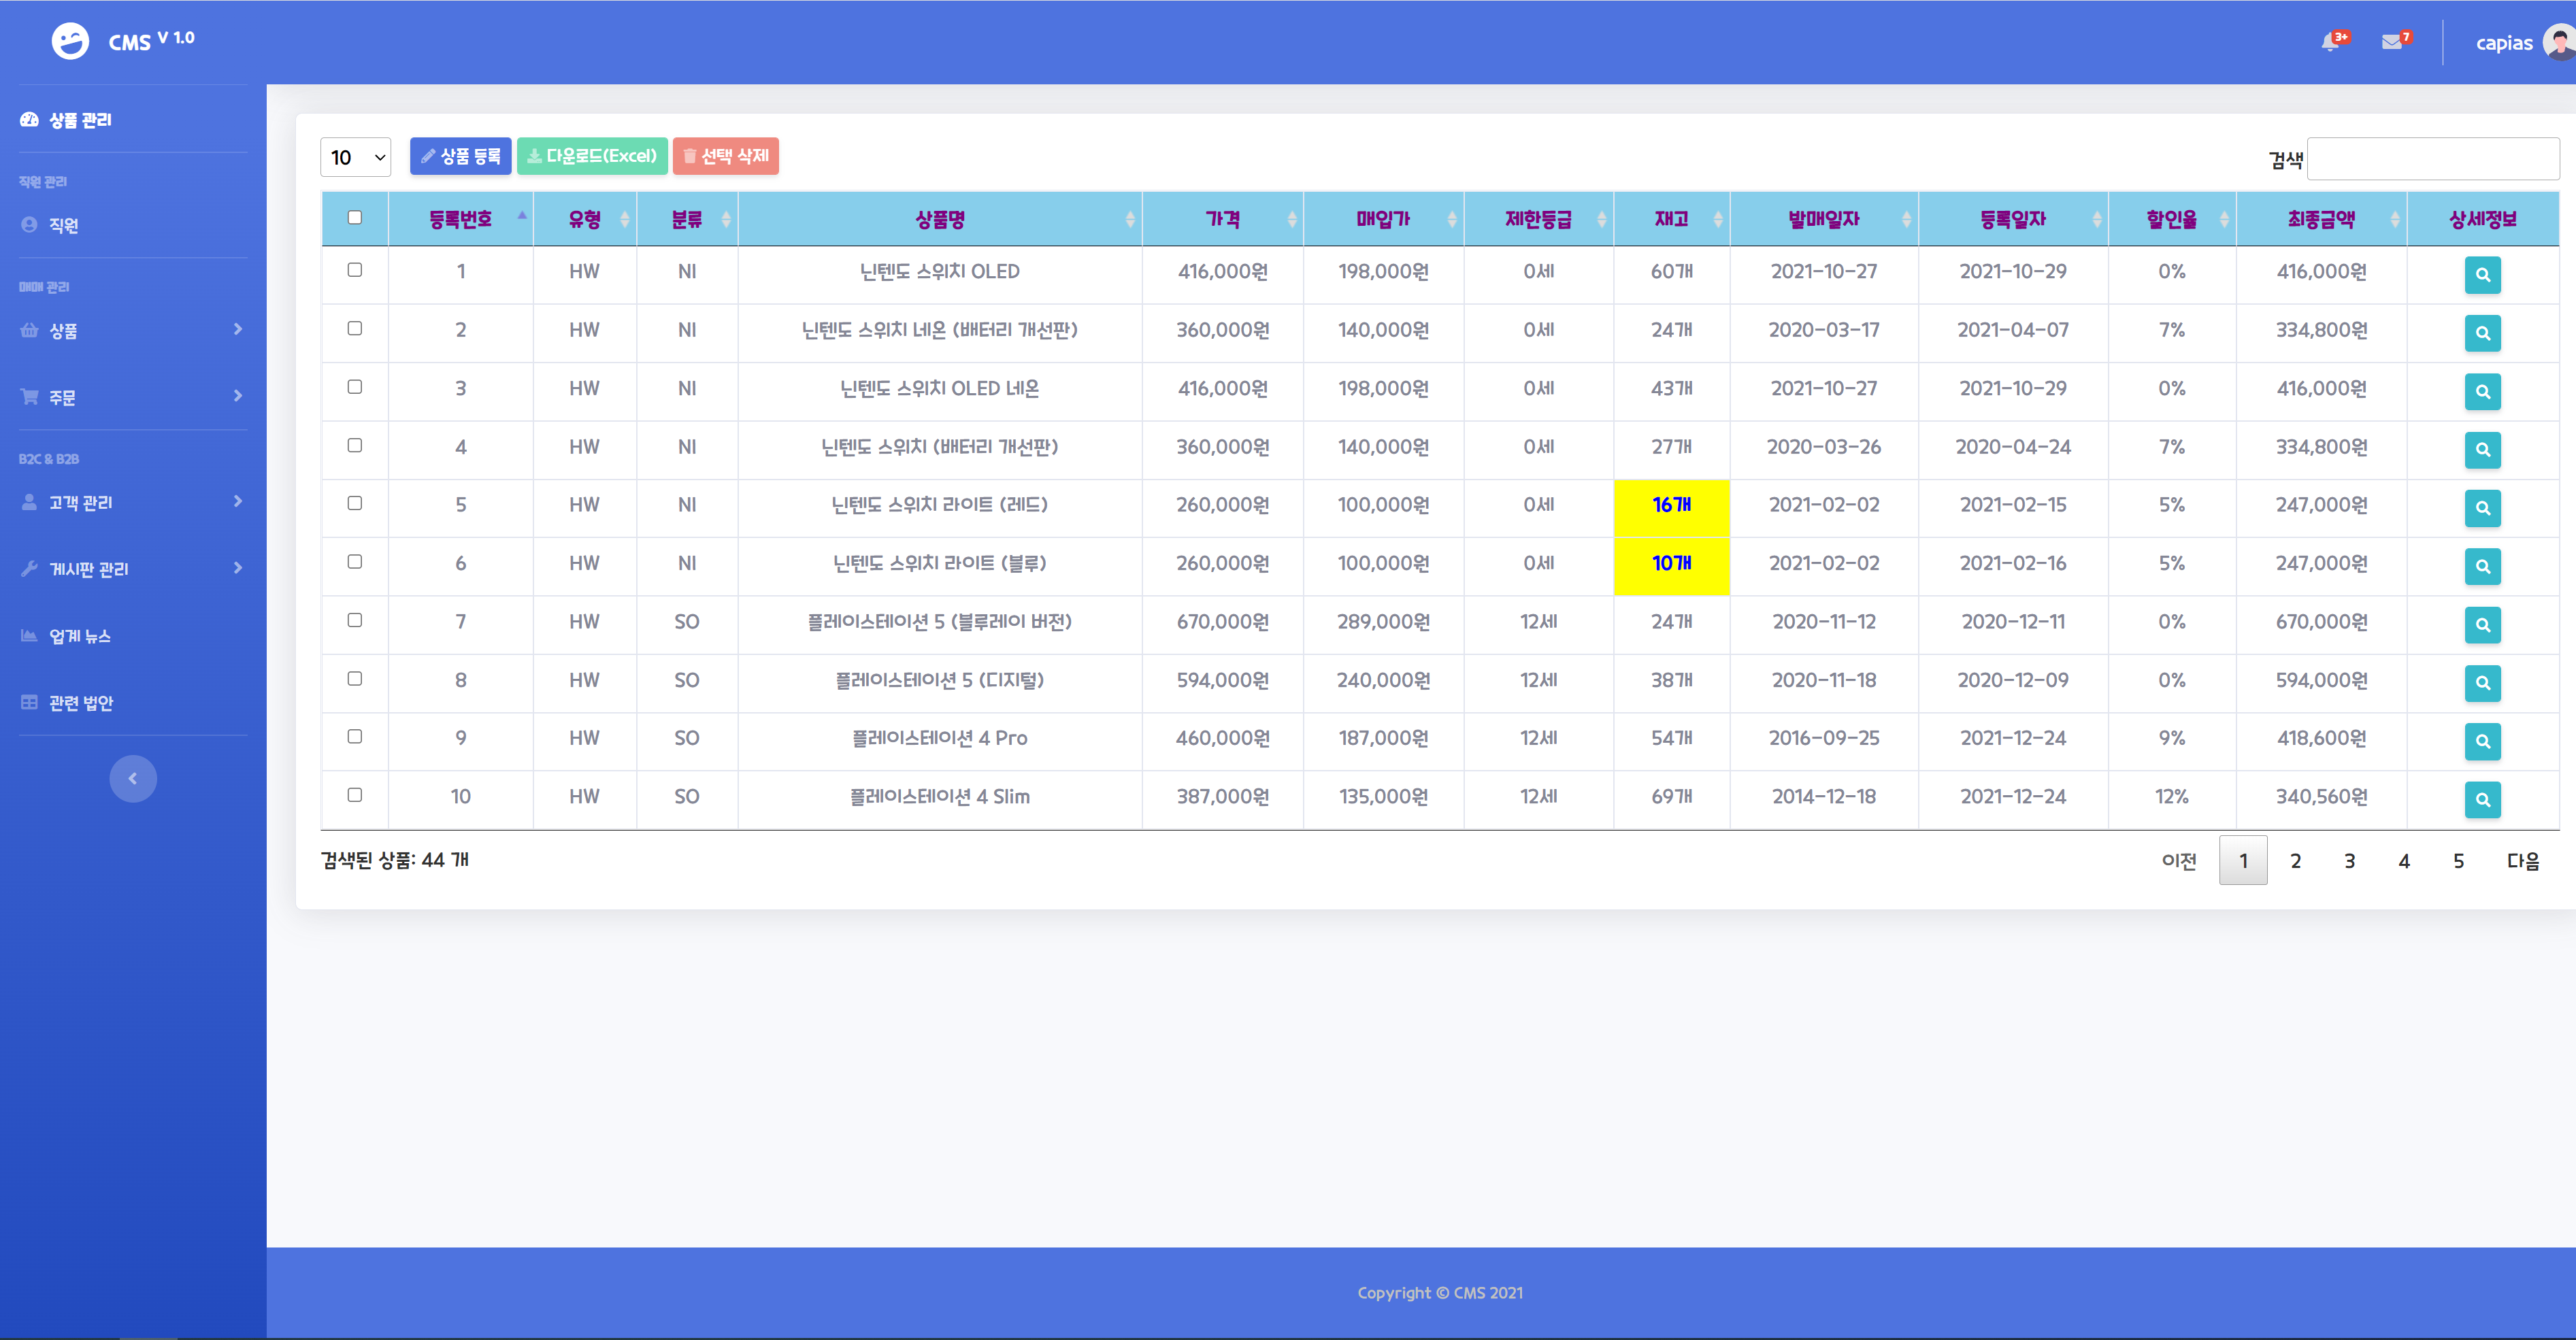 CMS V 1.0
3+
7
capias
상품 관리
직원 관리
직원
매매 관리
상품
주문
B2C & B2B
고객 관리
게시판 관리
업계 뉴스
관련 법안
10 상품 등록 다운로드(Excel) 선택 삭제 검색
등록번호 유형 분류 상품명 가격 매입가 제한등급 재고 발매일자 등록일자 할인율 최종금액 상세정보
1 HW NI 닌텐도 스위치 OLED 416,000원 198,000원 0세 60개 2021-10-27 2021-10-29 0% 416,000원
2 HW NI 닌텐도 스위치 네온 (배터리 개선판) 360,000원 140,000원 0세 24개 2020-03-17 2021-04-07 7% 334,800원
3 HW NI 닌텐도 스위치 OLED 네온 416,000원 198,000원 0세 43개 2021-10-27 2021-10-29 0% 416,000원
4 HW NI 닌텐도 스위치 (배터리 개선판) 360,000원 140,000원 0세 27개 2020-03-26 2020-04-24 7% 334,800원
5 HW NI 닌텐도 스위치 라이트 (레드) 260,000원 100,000원 0세 16개 2021-02-02 2021-02-15 5% 247,000원
6 HW NI 닌텐도 스위치 라이트 (블루) 260,000원 100,000원 0세 10개 2021-02-02 2021-02-16 5% 247,000원
7 HW SO 플레이스테이션 5 (블루레이 버전) 670,000원 289,000원 12세 24개 2020-11-12 2020-12-11 0% 670,000원
8 HW SO 플레이스테이션 5 (디지털) 594,000원 240,000원 12세 38개 2020-11-18 2020-12-09 0% 594,000원
9 HW SO 플레이스테이션 4 Pro 460,000원 187,000원 12세 54개 2016-09-25 2021-12-24 9% 418,600원
10 HW SO 플레이스테이션 4 Slim 387,000원 135,000원 12세 69개 2014-12-18 2021-12-24 12% 340,560원
검색된 상품: 44 개 이전 1 2 3 4 5 다음
Copyright © CMS 2021